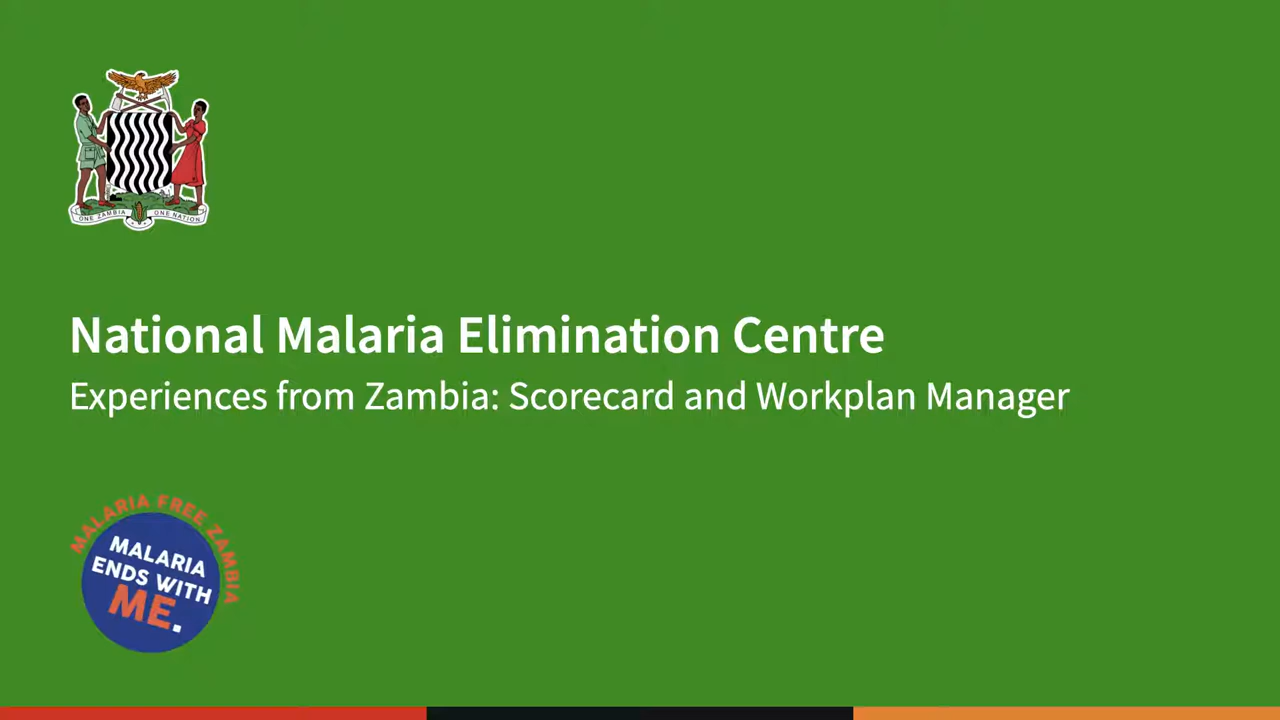 ONE ZAMBIA ONE NATION
National Malaria Elimination Centre
Experiences from Zambia: Scorecard and Workplan Manager
MALARIA FREE ZAMBIA
MALARIA
ENDS WITH
ME.